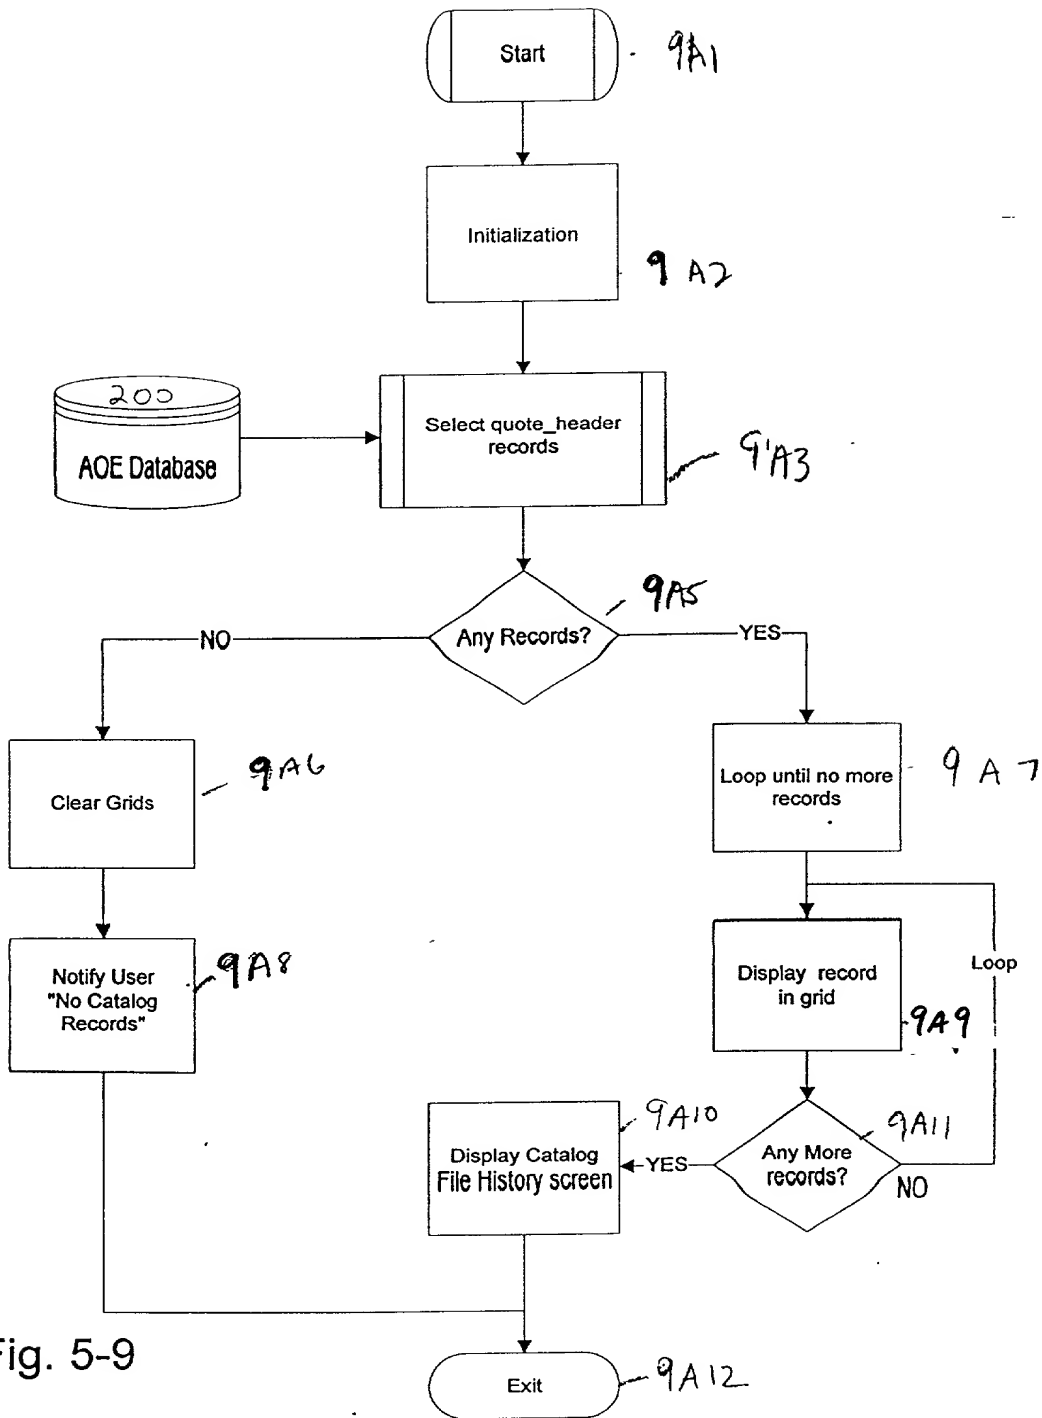 Start
9A1
Initialization
9A2
200
AOE Database
Select quote_header
records
9A3
Any Records?
9A5
NO
YES
Clear Grids
9A6
Loop until no more
records
9A7
Notify User
"No Catalog
Records"
9A8
Display record
in grid
9A9
Loop
Display Catalog
File History screen
9A10
YES
Any More
records?
9A11
NO
Fig. 5-9
Exit
9A12